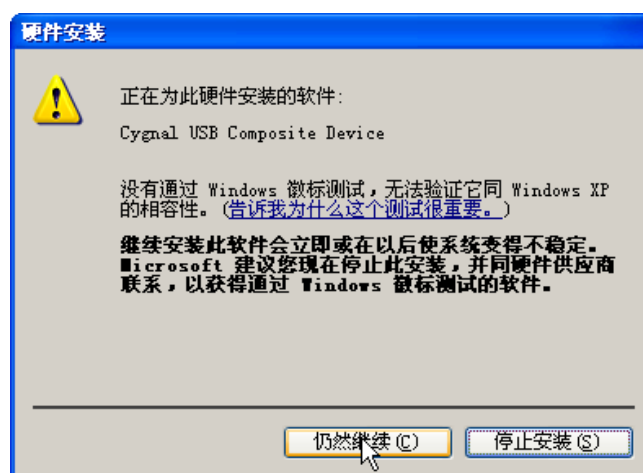 硬件安装
正在为此硬件安装的软件:
Cygnal USB Composite Device
没有通过 Windows 徽标测试，无法验证它同 Windows XP
的相容性。(告诉我为什么这个测试很重要。)
继续安装此软件会立即或在以后使系统变得不稳定。
Microsoft 建议您现在停止此安装，并同硬件供应商
联系，以获得通过 Windows 徽标测试的软件。
仍然继续(C)
停止安装(S)